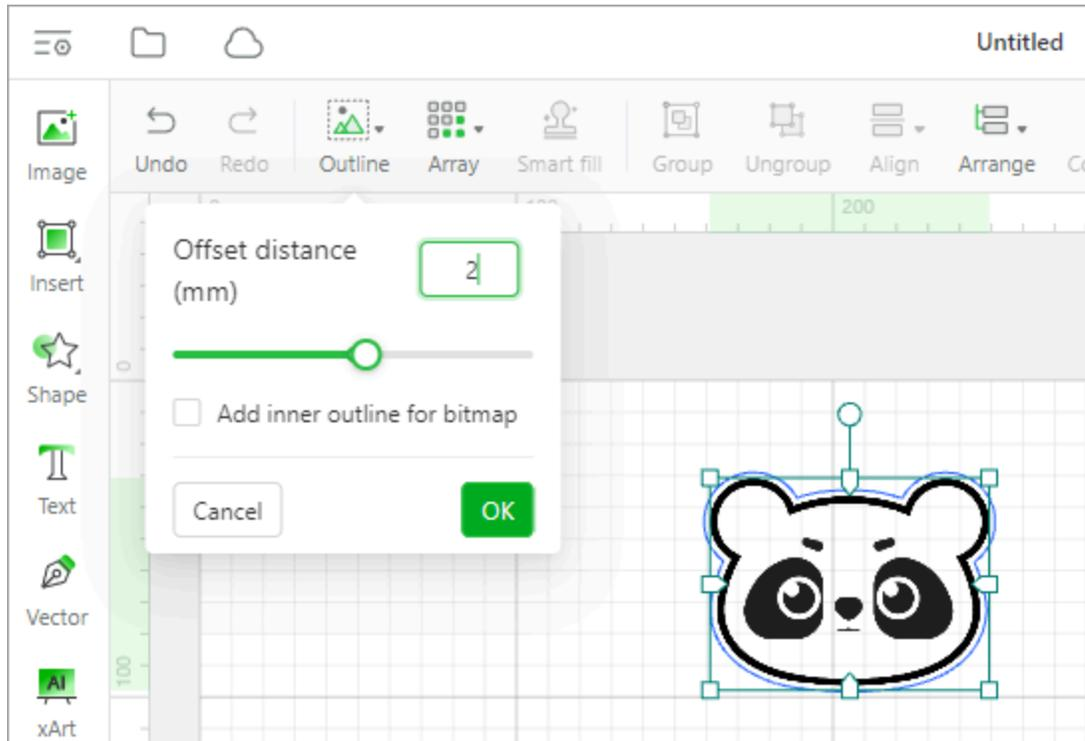 Untitled
Image
Undo
Redo
Outline
Array
Smart fill
Group
Ungroup
Align
Arrange
200
Insert
Offset distance
(mm)
2
0
Shape
Add inner outline for bitmap
Text
Cancel
OK
Vector
100
AI
xArt